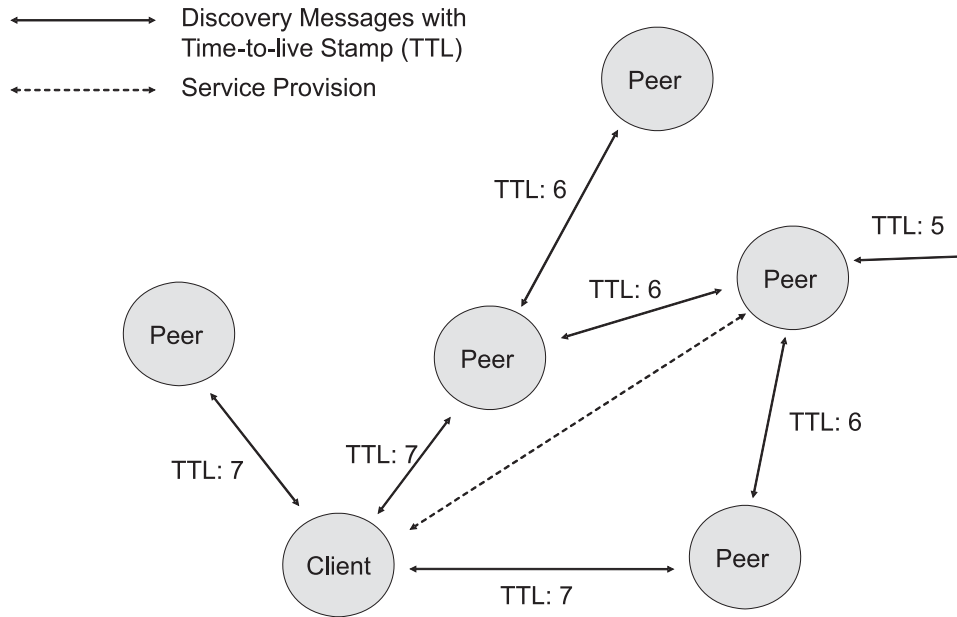 Discovery Messages with
Time-to-live Stamp (TTL)
Service Provision
Peer
TTL: 6
TTL: 5
Peer
TTL: 6
Peer
Peer
TTL: 6
TTL: 7
TTL: 7
Client
Peer
TTL: 7